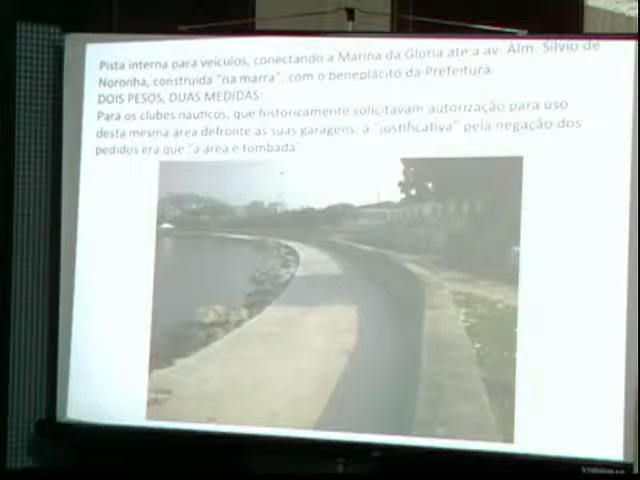 Pista interna para veículos, conectando a Marina da Gloria até a av. Alm. Silvio de
Noronha, construída "na marra", com o beneplácito da Prefeitura.
DOIS PESOS, DUAS MEDIDAS:
Para os clubes náuticos, que historicamente solicitavam autorização para uso
desta mesma área defronte as suas garagens, a "justificativa" pela negação dos
pedidos era que "a área é tombada"